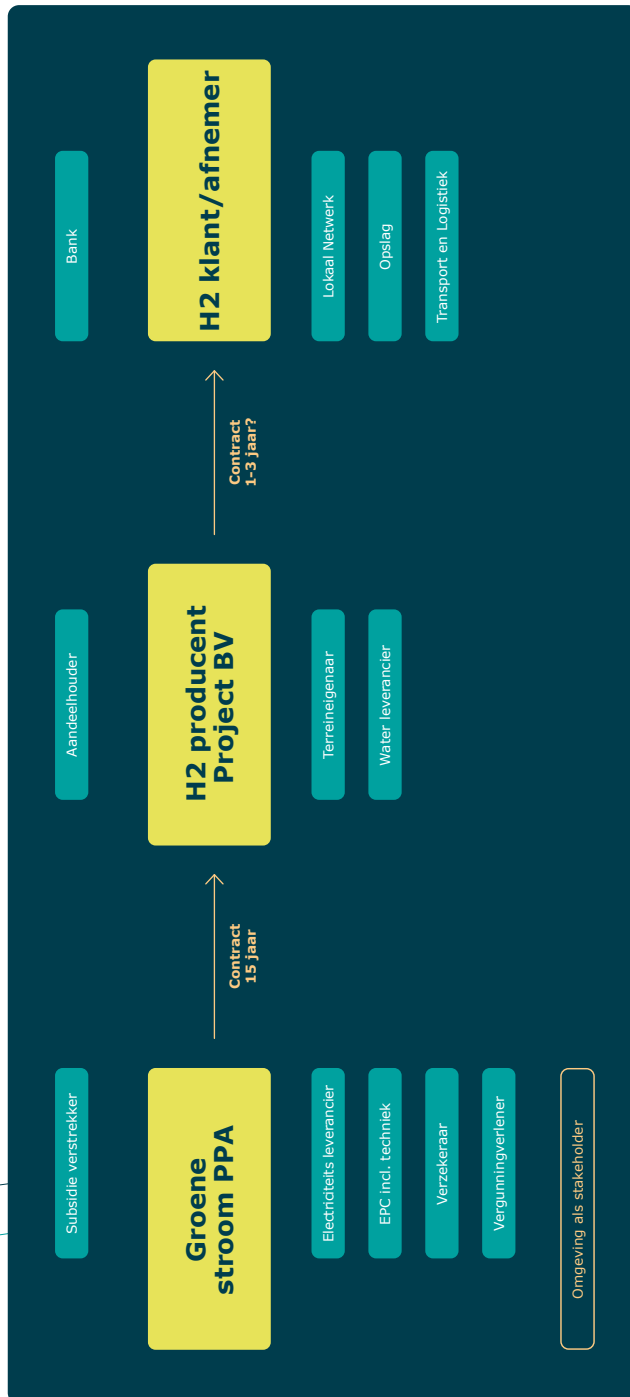 Subsidie verstrekker
Aandeelhouder
Bank
Groene
stroom PPA
Contract
15 jaar
H2 producent
Project BV
Contract
1-3 jaar?
H2 klant/afnemer
Electriciteits leverancier
EPC incl. techniek
Verzekeraar
Vergunningverlener
Terreineigenaar
Water leverancier
Lokaal Netwerk
Opslag
Transport en Logistiek
Omgeving als stakeholder